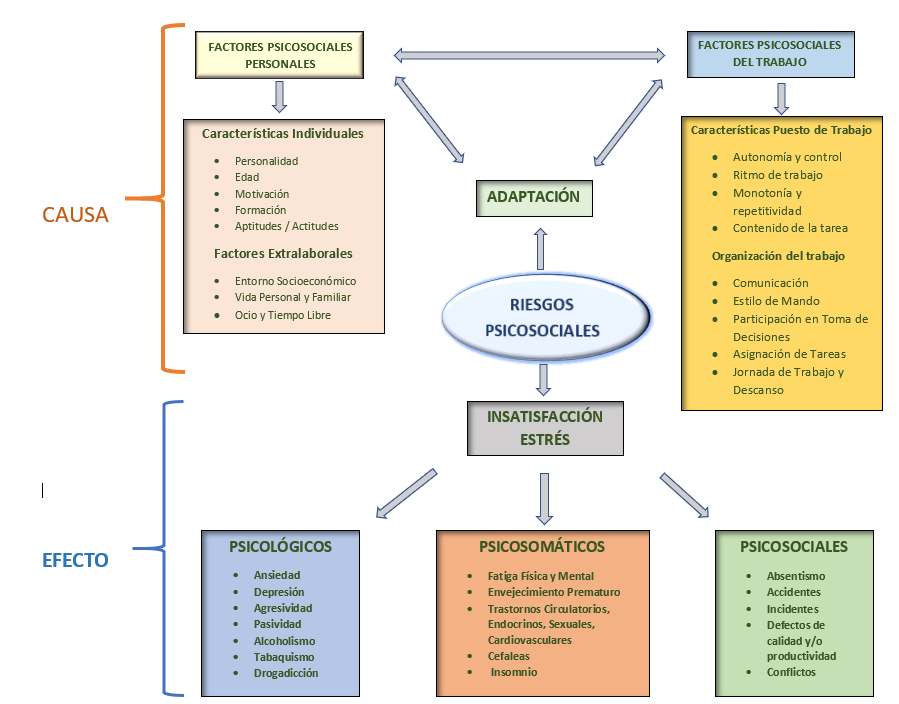 FACTORES PSICOSOCIALES
PERSONALES
FACTORES PSICOSOCIALES
DEL TRABAJO
CAUSA
Características Individuales
• Personalidad
• Edad
• Motivación
• Formación
• Aptitudes / Actitudes
Factores Extralaborales
• Entorno Socioeconómico
• Vida Personal y Familiar
• Ocio y Tiempo Libre
ADAPTACIÓN
RIESGOS
PSICOSOCIALES
Características Puesto de Trabajo
• Autonomía y control
• Ritmo de trabajo
• Monotonía y
repetitividad
• Contenido de la tarea
Organización del trabajo
• Comunicación
• Estilo de Mando
• Participación en Toma de
Decisiones
• Asignación de Tareas
• Jornada de Trabajo y
Descanso
INSATISFACCIÓN
ESTRÉS
EFECTO
PSICOLÓGICOS
• Ansiedad
• Depresión
• Agresividad
• Pasividad
• Alcoholismo
• Tabaquismo
• Drogadicción
PSICOSOMÁTICOS
• Fatiga Física y Mental
• Envejecimiento Prematuro
• Trastornos Circulatorios,
Endocrinos, Sexuales,
Cardiovasculares
• Cefaleas
• Insomnio
PSICOSOCIALES
• Absentismo
• Accidentes
• Incidentes
• Defectos de
calidad y/o
productividad
• Conflictos